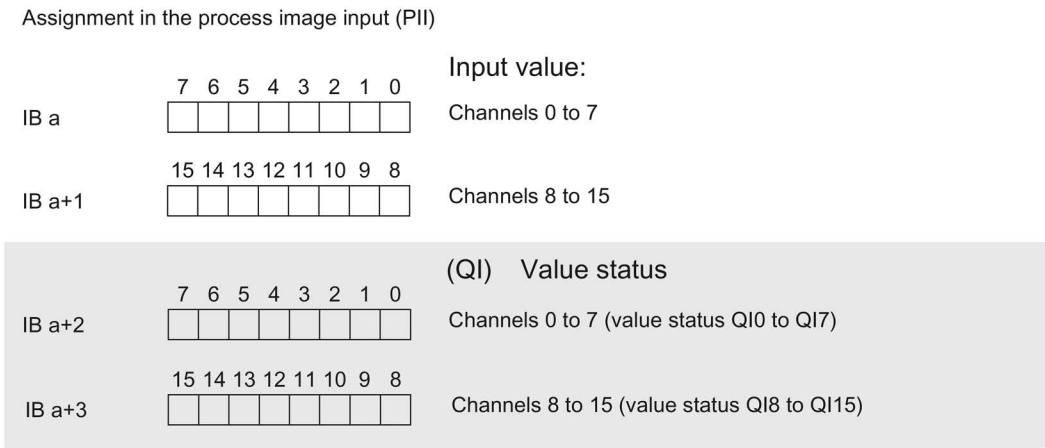 Assignment in the process image input (PII)
Input value:
7 6 5 4 3 2 1 0
IB a
Channels 0 to 7
15 14 13 12 11 10 9 8
IB a+1
Channels 8 to 15
(QI) Value status
7 6 5 4 3 2 1 0
IB a+2
Channels 0 to 7 (value status QI0 to QI7)
15 14 13 12 11 10 9 8
IB a+3
Channels 8 to 15 (value status QI8 to QI15)